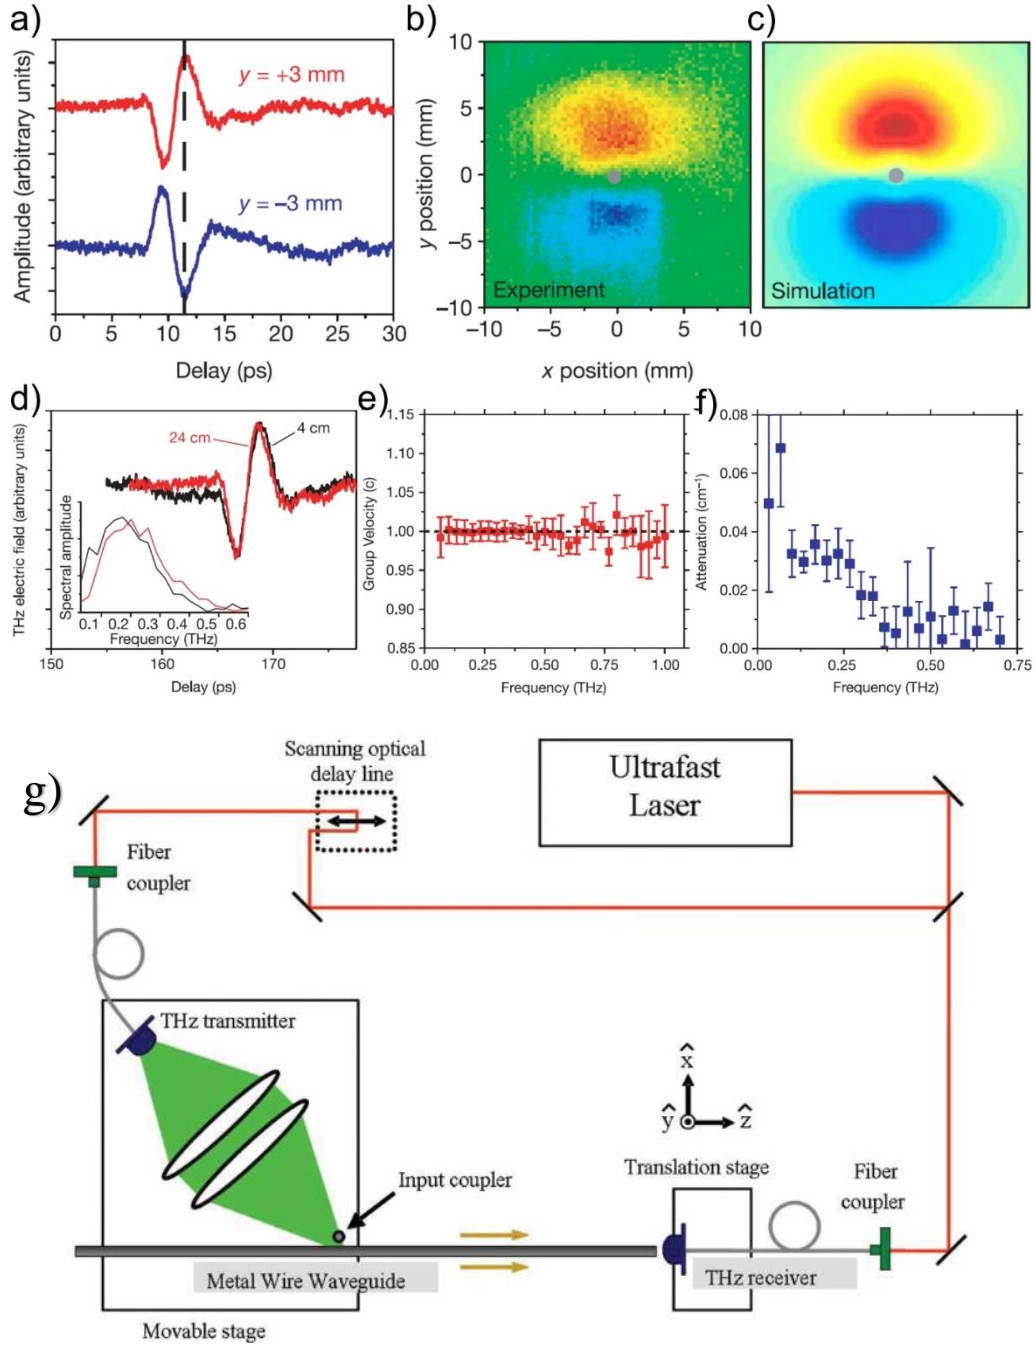 a)
Amplitude (arbitrary units)
y = +3 mm
y = –3 mm
0 5 10 15 20 25 30
Delay (ps)
b)
y position (mm)
10
5
0
–5
–10
Experiment
–10 –5 0 5 10
x position (mm)
c)
Simulation
d)
THz electric field (arbitrary units)
24 cm
4 cm
Spectral amplitude
0.1 0.2 0.3 0.4 0.5 0.6
Frequency (THz)
150 160 170
Delay (ps)
e)
Group Velocity (c)
1.15
1.10
1.05
1.00
0.95
0.90
0.85
0.00 0.25 0.50 0.75 1.00
Frequency (THz)
f)
Attenuation (cm⁻¹)
0.08
0.06
0.04
0.02
0.00
0.00 0.25 0.50 0.75
Frequency (THz)
g)
Scanning optical
delay line
Ultrafast
Laser
Fiber
coupler
THz transmitter
Input coupler
x̂
ŷ ẑ
Translation stage
Fiber
coupler
Metal Wire Waveguide
THz receiver
Movable stage